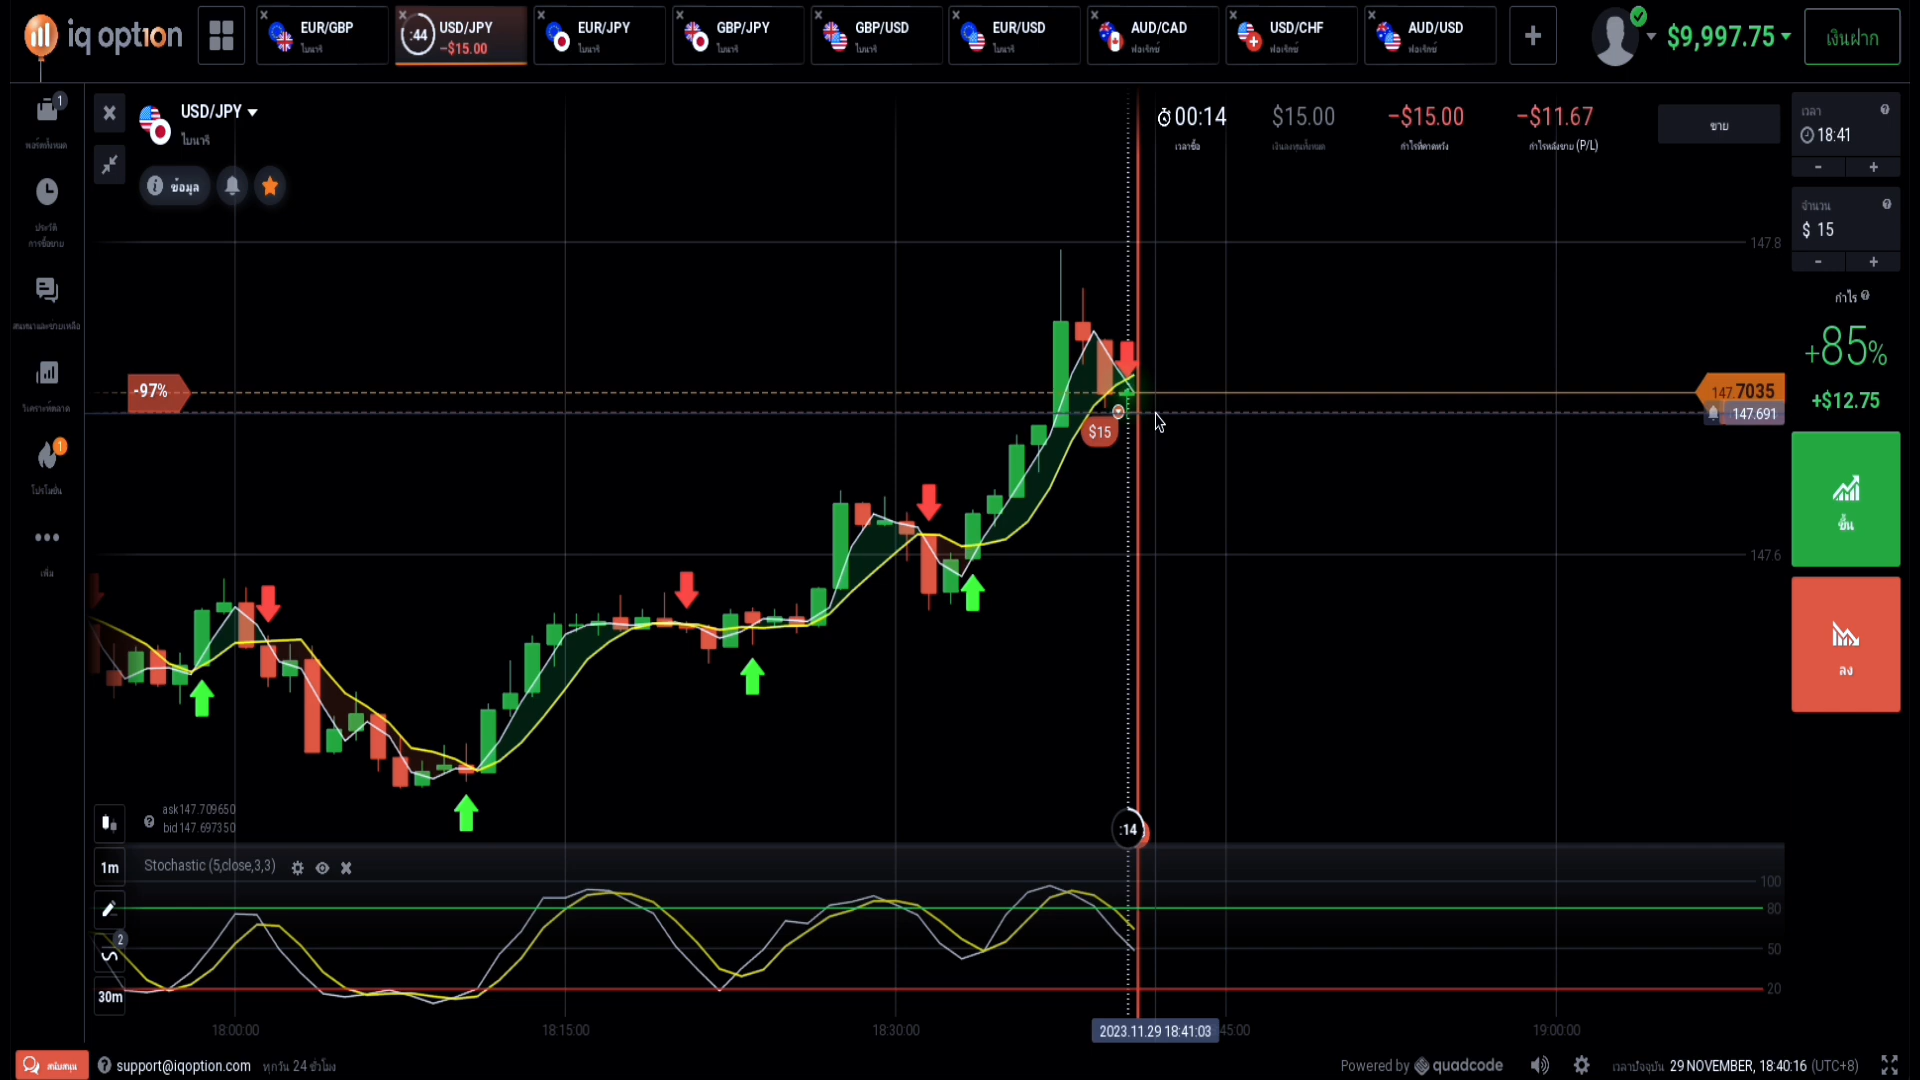 iq option
EUR/GBP
ไบนารี
:44
USD/JPY
-$15.00
EUR/JPY
ไบนารี
GBP/JPY
ไบนารี
GBP/USD
ไบนารี
EUR/USD
ไบนารี
AUD/CAD
ฟอเร็กซ์
USD/CHF
ฟอเร็กซ์
AUD/USD
ฟอเร็กซ์
$9,997.75
เงินฝาก
1
พอร์ตทั้งหมด
ประวัติ
การซื้อขาย
สนทนาและช่วยเหลือ
วิเคราะห์ตลาด
1
โปรโมชั่น
เพิ่ม
USD/JPY
ไบนารี
ข้อมูล
00:14
เวลาซื้อ
$15.00
เงินลงทุนทั้งหมด
-$15.00
กำไรที่คาดหวัง
-$11.67
กำไรหลังขาย (P/L)
ขาย
เวลา
18:41
- +
จำนวน
$ 15
- +
กำไร
+85%
+$12.75
ขึ้น
ลง
147.8
-97%
147.7035
147.691
$15
147.6
ask147.709650
bid147.697350
:14
1m
Stochastic (5,close,3,3)
100
80
2
50
30m
20
18:00:00
18:15:00
18:30:00
2023.11.29 18:41:03
45:00
19:00:00
สนับสนุน
support@iqoption.com
ทุกวัน 24 ชั่วโมง
Powered by quadcode
เวลาปัจจุบัน 29 NOVEMBER, 18:40:16 (UTC+8)